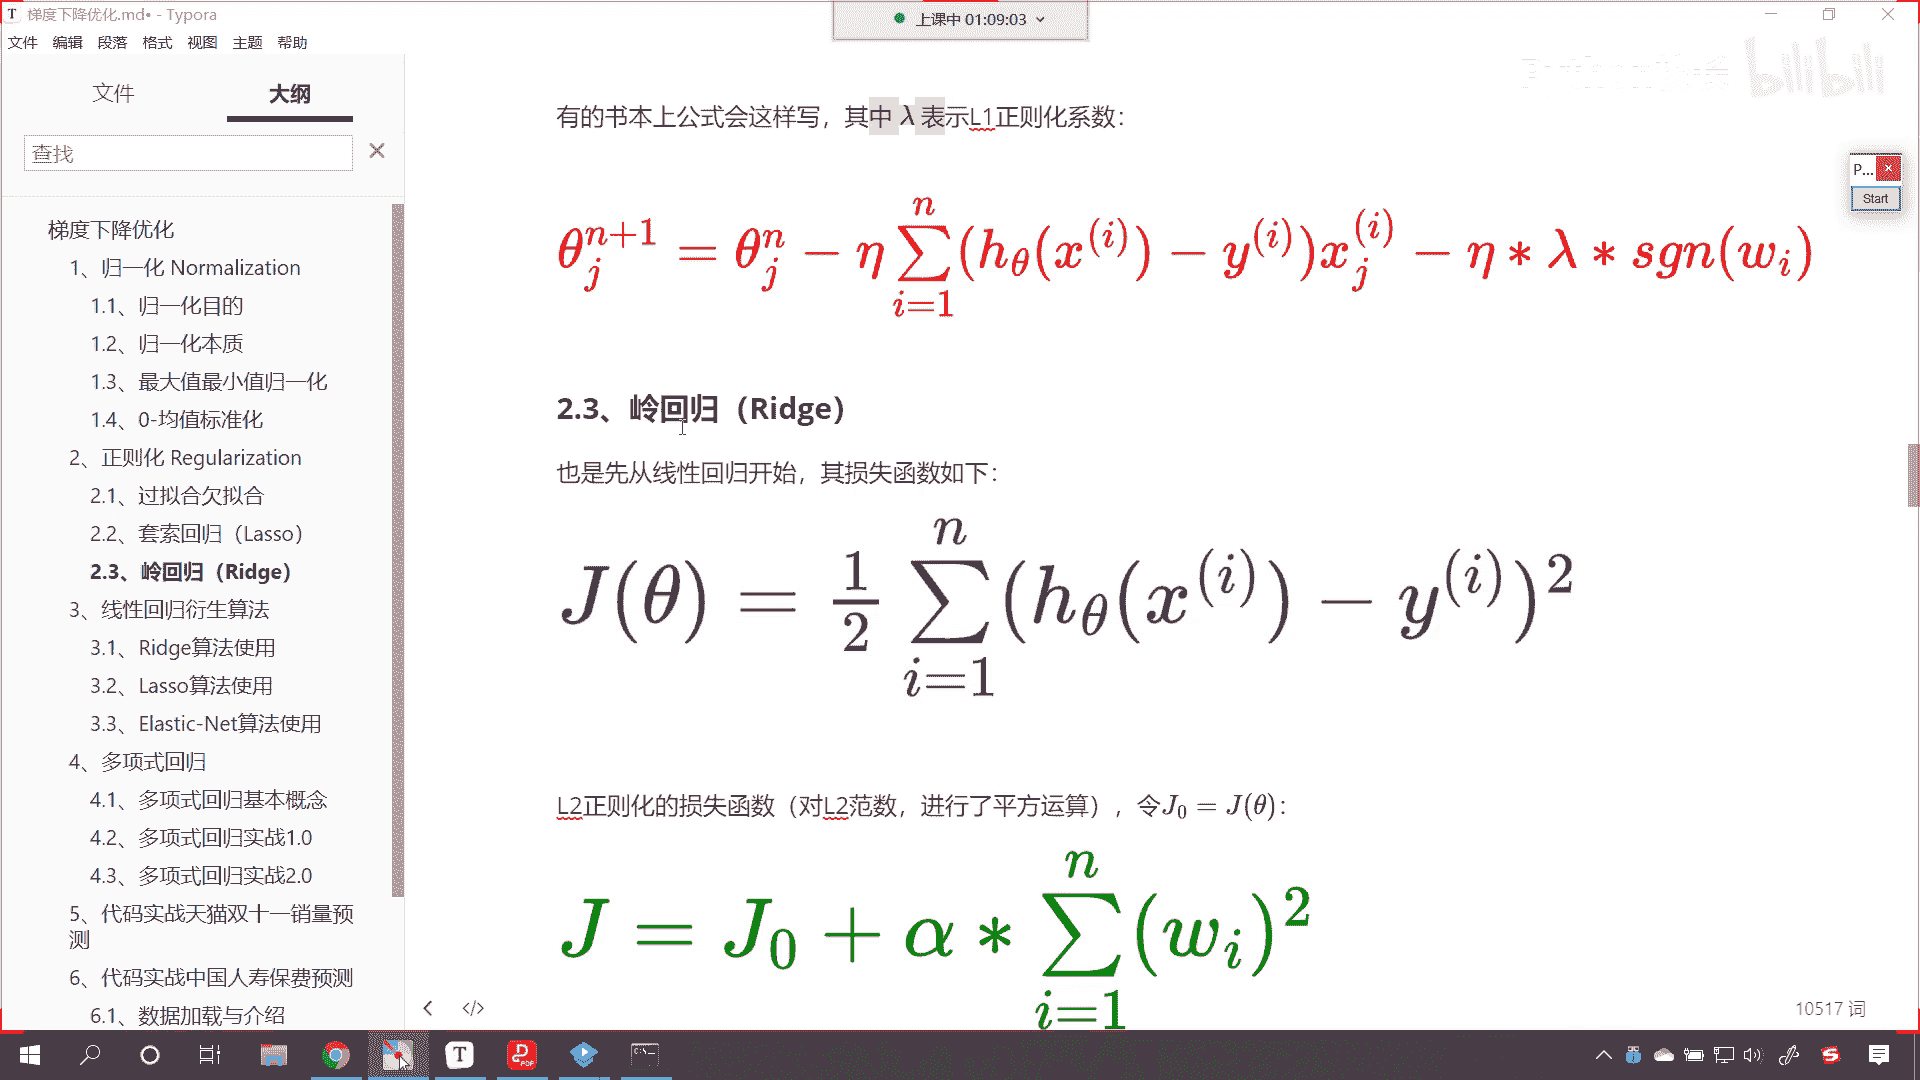 梯度下降优化.md• - Typora
上课中 01:09:03
文件 编辑 段落 格式 视图 主题 帮助
bilibili
文件 大纲
查找
梯度下降优化
1、归一化 Normalization
1.1、归一化目的
1.2、归一化本质
1.3、最大值最小值归一化
1.4、0-均值标准化
2、正则化 Regularization
2.1、过拟合欠拟合
2.2、套索回归（Lasso）
2.3、岭回归（Ridge）
3、线性回归衍生算法
3.1、Ridge算法使用
3.2、Lasso算法使用
3.3、Elastic-Net算法使用
4、多项式回归
4.1、多项式回归基本概念
4.2、多项式回归实战1.0
4.3、多项式回归实战2.0
5、代码实战天猫双十一销量预
测
6、代码实战中国人寿保费预测
6.1、数据加载与介绍
有的书本上公式会这样写，其中 λ 表示L1正则化系数：
θ_j^{n+1} = θ_j^n − η ∑_{i=1}^{n} (h_θ(x^{(i)}) − y^{(i)}) x_j^{(i)} − η * λ * sgn(w_i)
2.3、岭回归（Ridge）
也是先从线性回归开始，其损失函数如下：
J(θ) = \frac{1}{2} ∑_{i=1}^{n} (h_θ(x^{(i)}) − y^{(i)})^2
L2正则化的损失函数（对L2范数，进行了平方运算），令J_0 = J(θ)：
J = J_0 + α * ∑_{i=1}^{n} (w_i)^2
P...
Start
</>
10517 词